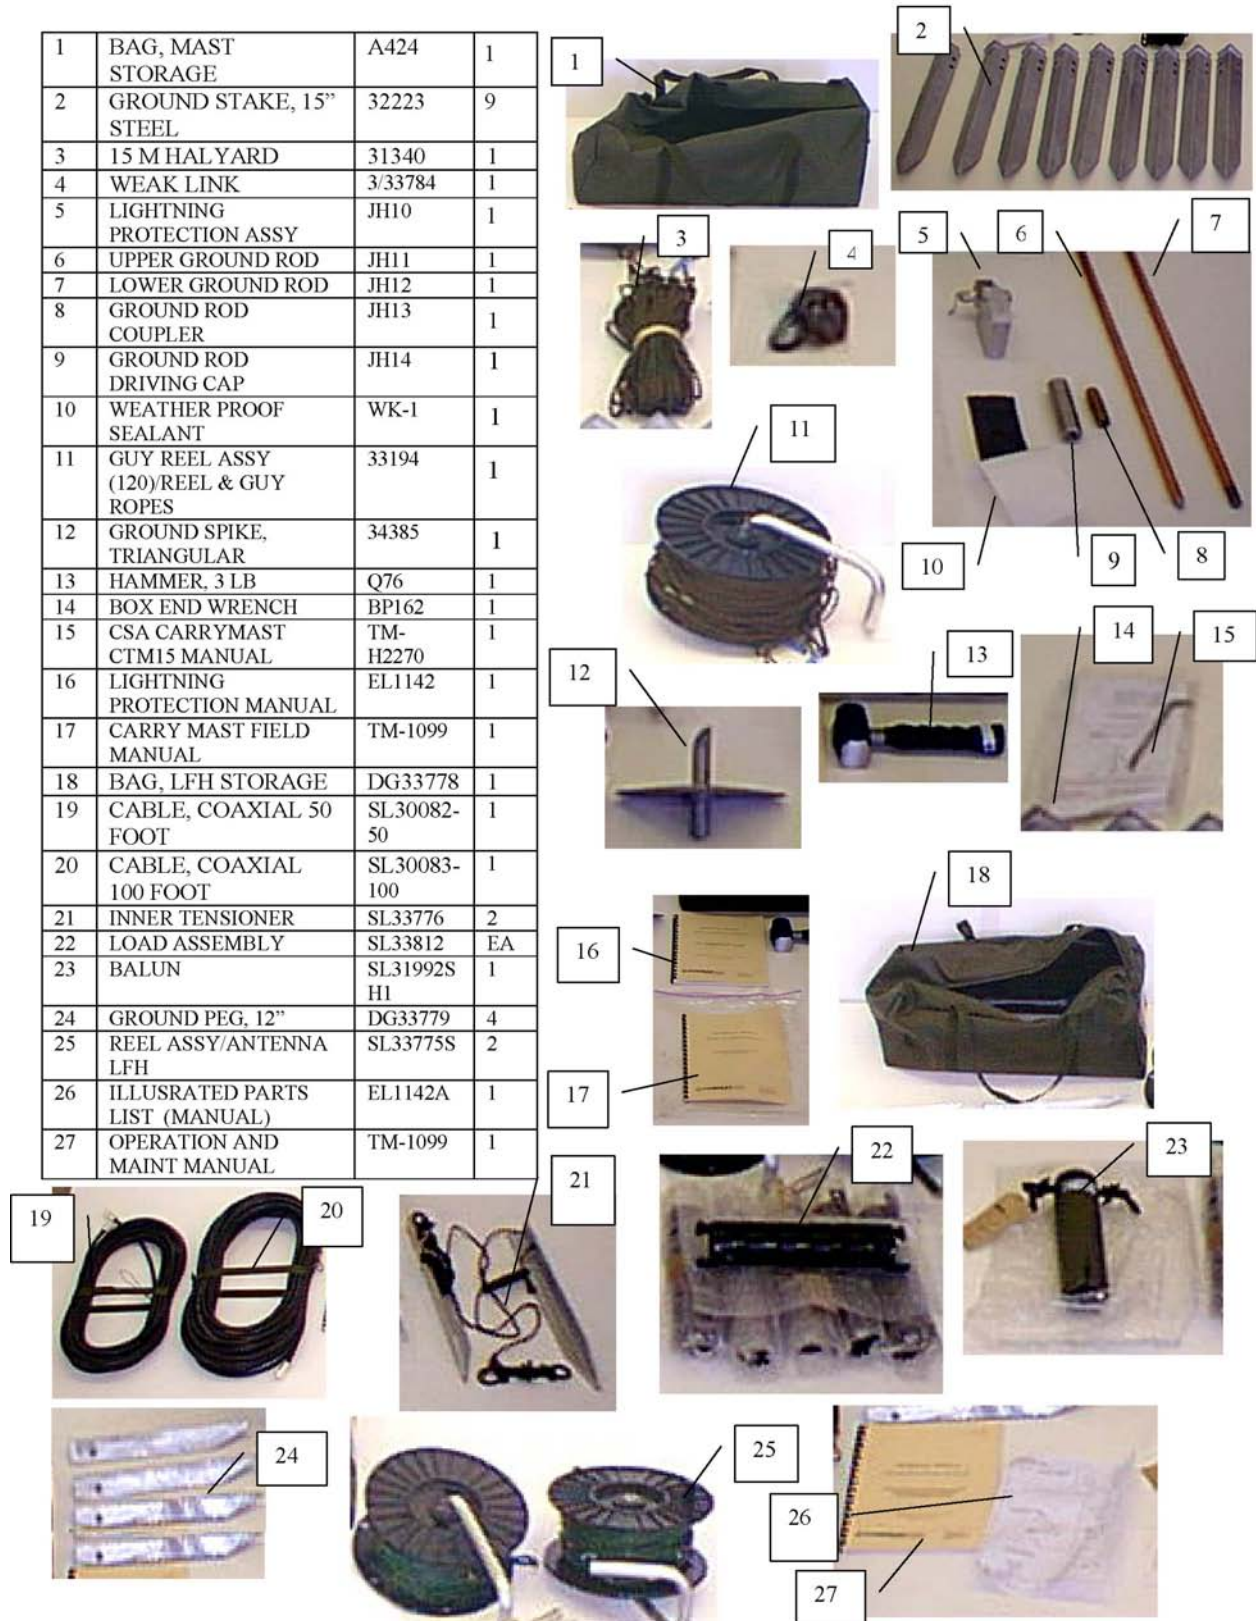 1 BAG, MAST A424 1
STORAGE
2 GROUND STAKE, 15” 32223 9
STEEL
3 15 M HALYARD 31340 1
4 WEAK LINK 3/33784 1
5 LIGHTNING JH10 1
PROTECTION ASSY
6 UPPER GROUND ROD JH11 1
7 LOWER GROUND ROD JH12 1
8 GROUND ROD JH13 1
COUPLER
9 GROUND ROD JH14 1
DRIVING CAP
10 WEATHER PROOF WK-1 1
SEALANT
11 GUY REEL ASSY 33194 1
(120)/REEL & GUY
ROPES
12 GROUND SPIKE, 34385 1
TRIANGULAR
13 HAMMER, 3 LB Q76 1
14 BOX END WRENCH BP162 1
15 CSA CARRYMAST TM- 1
CTM15 MANUAL H2270
16 LIGHTNING EL1142 1
PROTECTION MANUAL
17 CARRY MAST FIELD TM-1099 1
MANUAL
18 BAG, LFH STORAGE DG33778 1
19 CABLE, COAXIAL 50 SL30082- 1
FOOT 50
20 CABLE, COAXIAL SL30083- 1
100 FOOT 100
21 INNER TENSIONER SL33776 2
22 LOAD ASSEMBLY SL33812 EA
23 BALUN SL31992S 1
H1
24 GROUND PEG, 12” DG33779 4
25 REEL ASSY/ANTENNA SL33775S 2
LFH
26 ILLUSRATED PARTS EL1142A 1
LIST (MANUAL)
27 OPERATION AND TM-1099 1
MAINT MANUAL
1
2
3
4
5
6
7
11
10
9
8
12
13
14
15
16
18
17
22
23
21
19
20
24
25
26
27